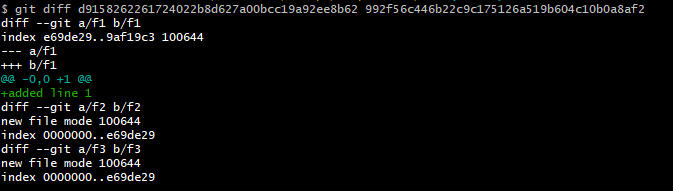 $ git diff d9158262261724022b8d627a00bcc19a92ee8b62 992f56c446b22c9c175126a519b604c10b0a8af2
diff --git a/f1 b/f1
index e69de29..9af19c3 100644
--- a/f1
+++ b/f1
@@ -0,0 +1 @@
+added line 1
diff --git a/f2 b/f2
new file mode 100644
index 0000000..e69de29
diff --git a/f3 b/f3
new file mode 100644
index 0000000..e69de29